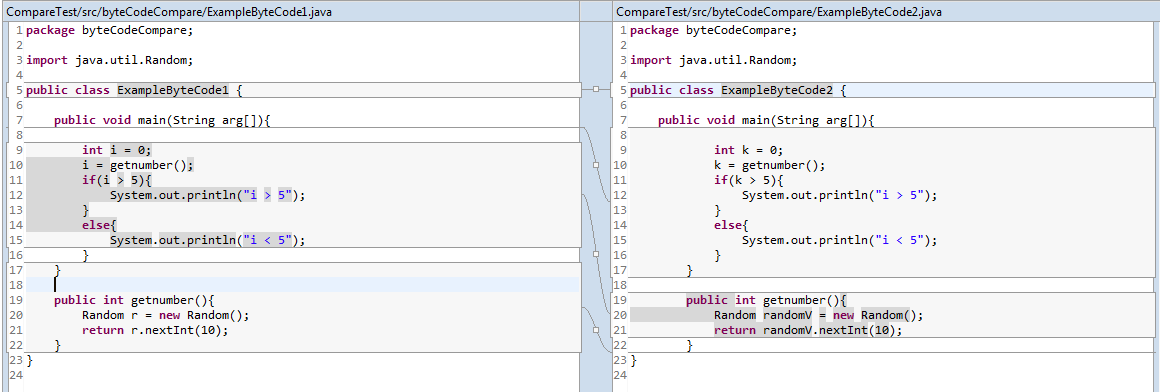 CompareTest/src/byteCodeCompare/ExampleByteCode1.java
1 package byteCodeCompare;
2
3 import java.util.Random;
4
5 public class ExampleByteCode1 {
6
7     public void main(String arg[]){
8
9         int i = 0;
10         i = getnumber();
11         if(i > 5){
12             System.out.println("i > 5");
13         }
14         else{
15             System.out.println("i < 5");
16         }
17     }
18
19     public int getnumber(){
20         Random r = new Random();
21         return r.nextInt(10);
22     }
23 }
24
CompareTest/src/byteCodeCompare/ExampleByteCode2.java
1 package byteCodeCompare;
2
3 import java.util.Random;
4
5 public class ExampleByteCode2 {
6
7     public void main(String arg[]){
8
9             int k = 0;
10             k = getnumber();
11             if(k > 5){
12                 System.out.println("i > 5");
13             }
14             else{
15                 System.out.println("i < 5");
16             }
17         }
18
19         public int getnumber(){
20             Random randomV = new Random();
21             return randomV.nextInt(10);
22         }
23 }
24